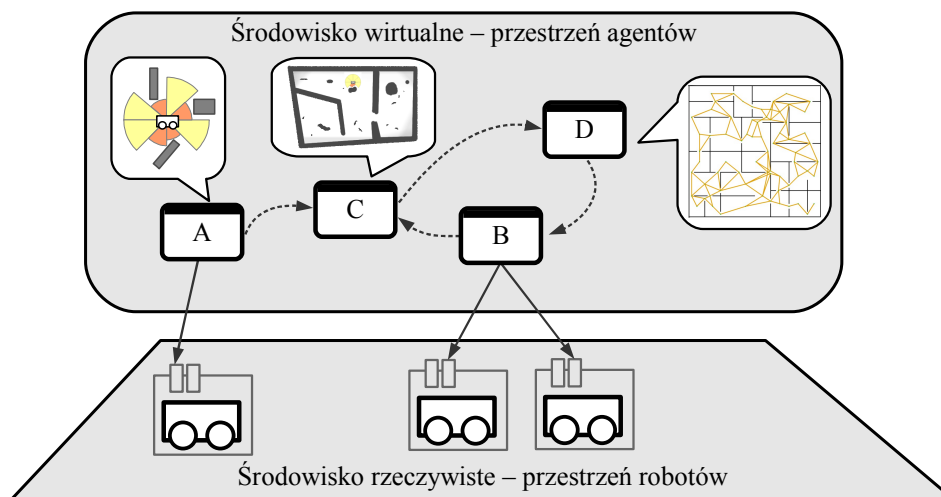 Środowisko wirtualne – przestrzeń agentów
D
C
A
B
Środowisko rzeczywiste – przestrzeń robotów